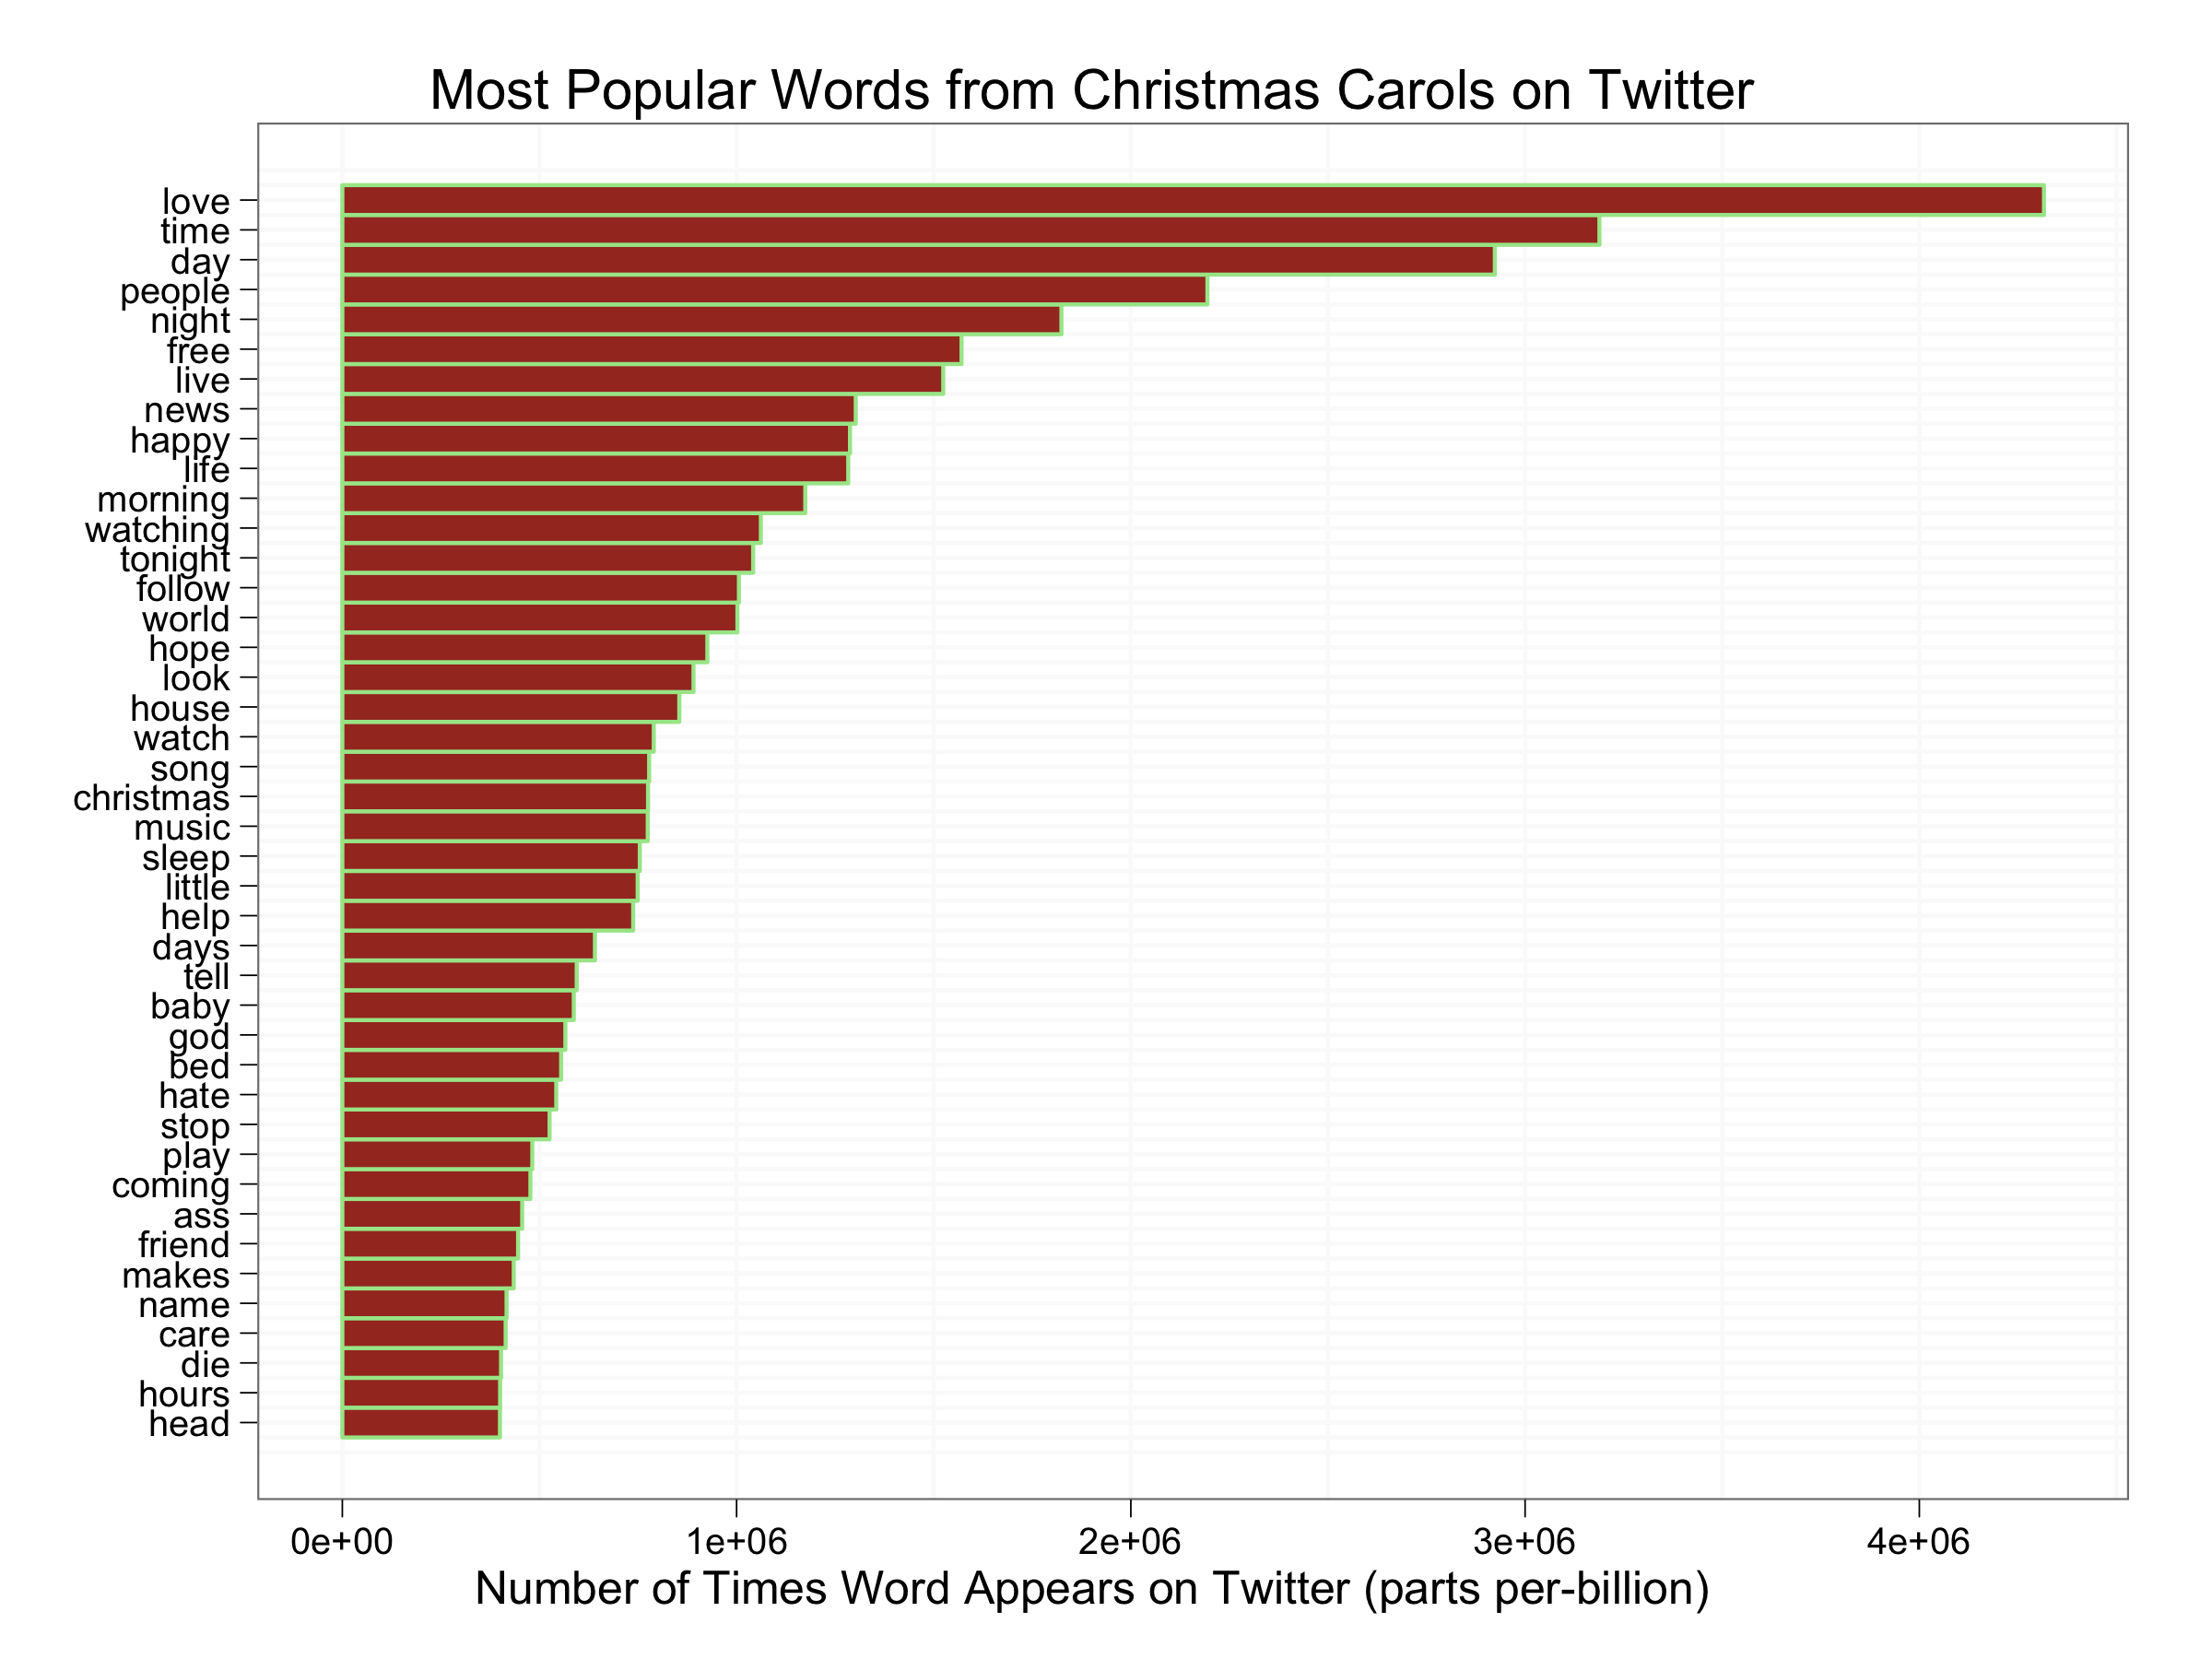 Most Popular Words from Christmas Carols on Twitter
love
time
day
people
night
free
live
news
happy
life
morning
watching
tonight
follow
world
hope
look
house
watch
song
christmas
music
sleep
little
help
days
tell
baby
god
bed
hate
stop
play
coming
ass
friend
makes
name
care
die
hours
head
0e+00 1e+06 2e+06 3e+06 4e+06
Number of Times Word Appears on Twitter (parts per-billion)